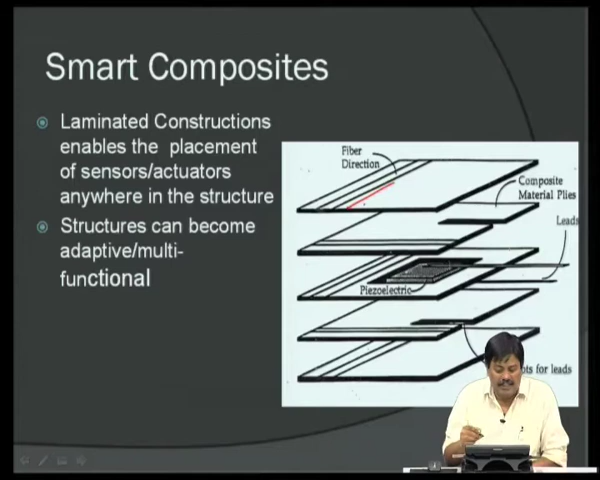 Smart Composites
Laminated Constructions
enables the placement
of sensors/actuators
anywhere in the structure
Structures can become
adaptive/multi-
functional
Fiber
Direction
Composite
Material Plies
Leads
Piezoelectric
for leads